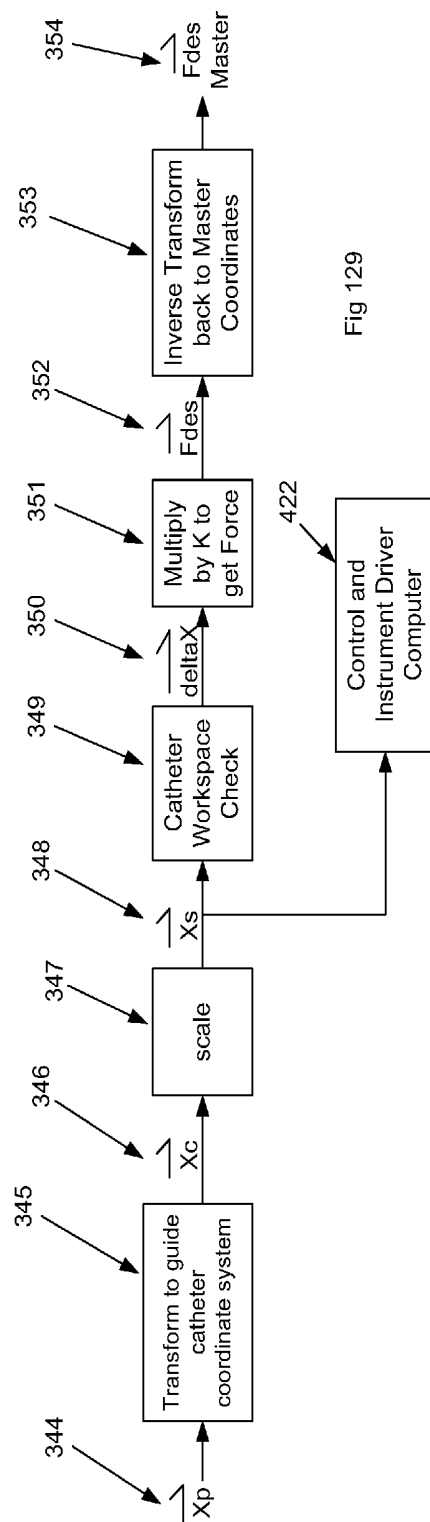 344
Xp
345
Transform to guide
catheter
coordinate system
346
Xc
347
scale
348
Xs
349
Catheter
Workspace
Check
350
deltaX
351
Multiply
by K to
get Force
352
Fdes
353
Inverse Transform
back to Master
Coordinates
354
Fdes
Master
422
Control and
Instrument Driver
Computer
Fig 129